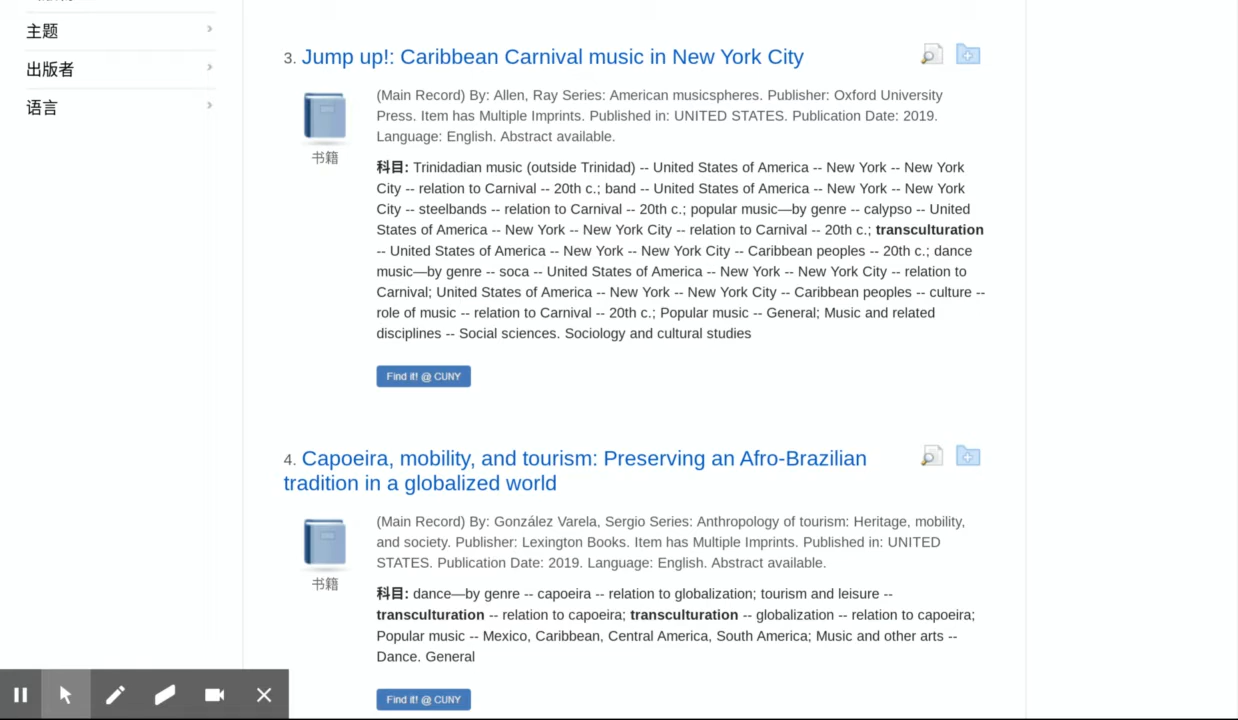 主题
出版者
语言
3. Jump up!: Caribbean Carnival music in New York City
(Main Record) By: Allen, Ray Series: American musicspheres. Publisher: Oxford University
Press. Item has Multiple Imprints. Published in: UNITED STATES. Publication Date: 2019.
Language: English. Abstract available.
书籍
科目: Trinidadian music (outside Trinidad) -- United States of America -- New York -- New York
City -- relation to Carnival -- 20th c.; band -- United States of America -- New York -- New York
City -- steelbands -- relation to Carnival -- 20th c.; popular music—by genre -- calypso -- United
States of America -- New York -- New York City -- relation to Carnival -- 20th c.; transculturation
-- United States of America -- New York -- New York City -- Caribbean peoples -- 20th c.; dance
music—by genre -- soca -- United States of America -- New York -- New York City -- relation to
Carnival; United States of America -- New York -- New York City -- Caribbean peoples -- culture --
role of music -- relation to Carnival -- 20th c.; Popular music -- General; Music and related
disciplines -- Social sciences. Sociology and cultural studies
Find it! @ CUNY
4. Capoeira, mobility, and tourism: Preserving an Afro-Brazilian
tradition in a globalized world
(Main Record) By: González Varela, Sergio Series: Anthropology of tourism: Heritage, mobility,
and society. Publisher: Lexington Books. Item has Multiple Imprints. Published in: UNITED
STATES. Publication Date: 2019. Language: English. Abstract available.
书籍
科目: dance—by genre -- capoeira -- relation to globalization; tourism and leisure --
transculturation -- relation to capoeira; transculturation -- globalization -- relation to capoeira;
Popular music -- Mexico, Caribbean, Central America, South America; Music and other arts --
Dance. General
Find it! @ CUNY